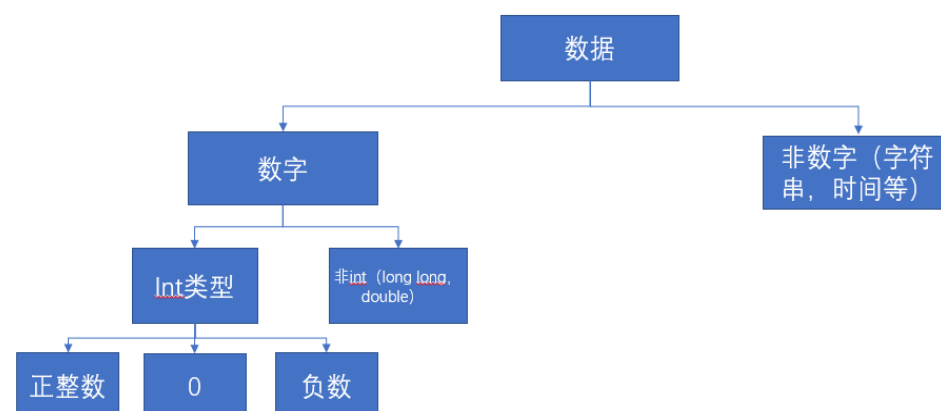 数据
数字
非数字（字符
串，时间等）
Int类型
非int（long long，
double）
正整数
0
负数